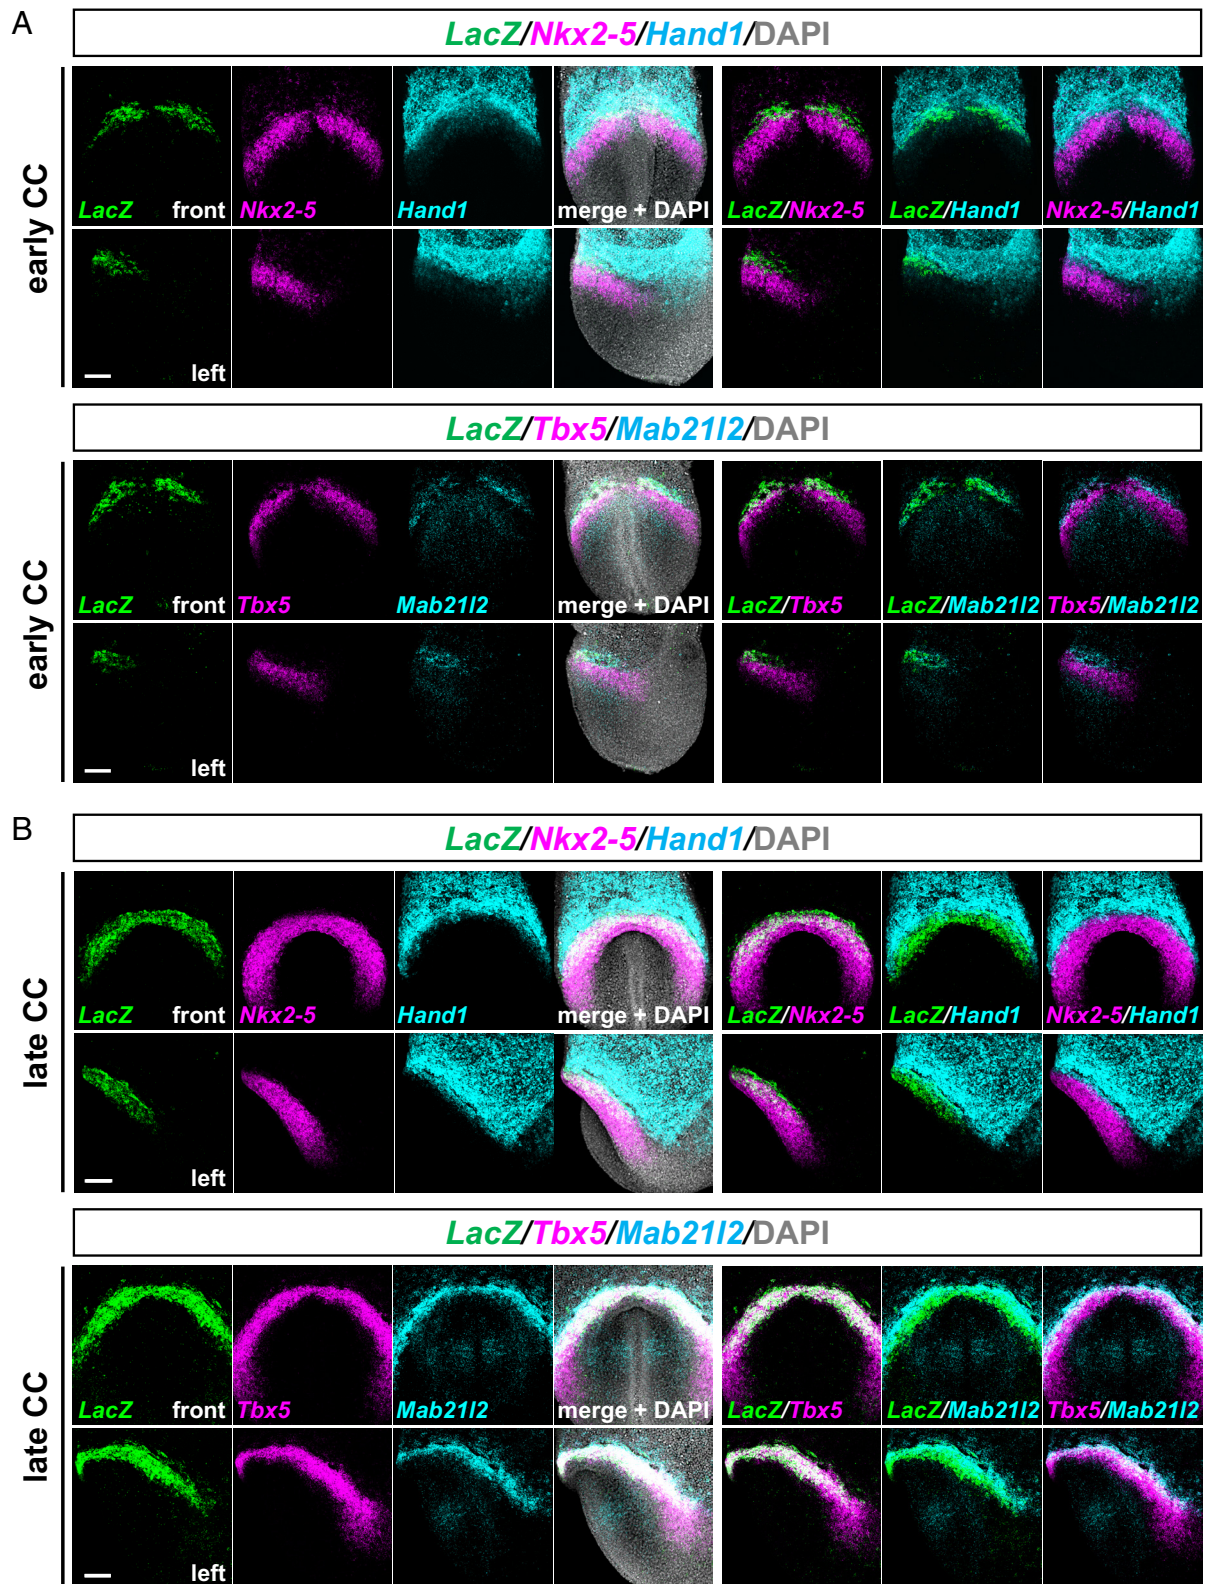 A
LacZ/Nkx2-5/Hand1/DAPI
early CC
LacZ front Nkx2-5 Hand1 merge + DAPI LacZ/Nkx2-5 LacZ/Hand1 Nkx2-5/Hand1
left
LacZ/Tbx5/Mab21l2/DAPI
early CC
LacZ front Tbx5 Mab21l2 merge + DAPI LacZ/Tbx5 LacZ/Mab21l2 Tbx5/Mab21l2
left
B
LacZ/Nkx2-5/Hand1/DAPI
late CC
LacZ front Nkx2-5 Hand1 merge + DAPI LacZ/Nkx2-5 LacZ/Hand1 Nkx2-5/Hand1
left
LacZ/Tbx5/Mab21l2/DAPI
late CC
LacZ front Tbx5 Mab21l2 merge + DAPI LacZ/Tbx5 LacZ/Mab21l2 Tbx5/Mab21l2
left